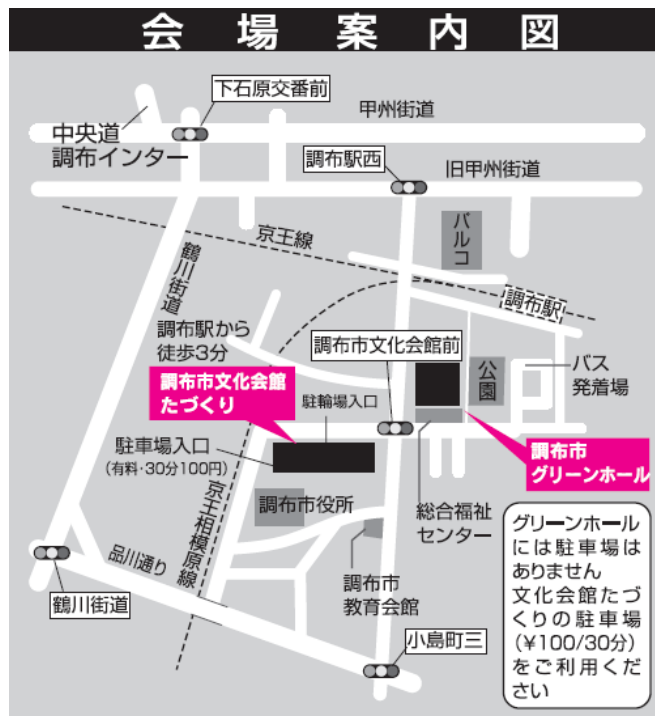 会場案内図
下石原交番前
甲州街道
中央道
調布インター
調布駅西
旧甲州街道
パルコ
京王線
鶴川街道
調布駅
調布駅から
徒歩3分
調布市文化会館前
公園
バス
発着場
調布市文化会館
たづくり
駐輪場入口
駐車場入口
(有料・30分100円)
調布市
グリーンホール
調布市役所
京王相模原線
総合福祉
センター
品川通り
調布市
教育会館
鶴川街道
小島町三
グリーンホール
には駐車場は
ありません
文化会館たづ
くりの駐車場
(¥100/30分)
をご利用くだ
さい